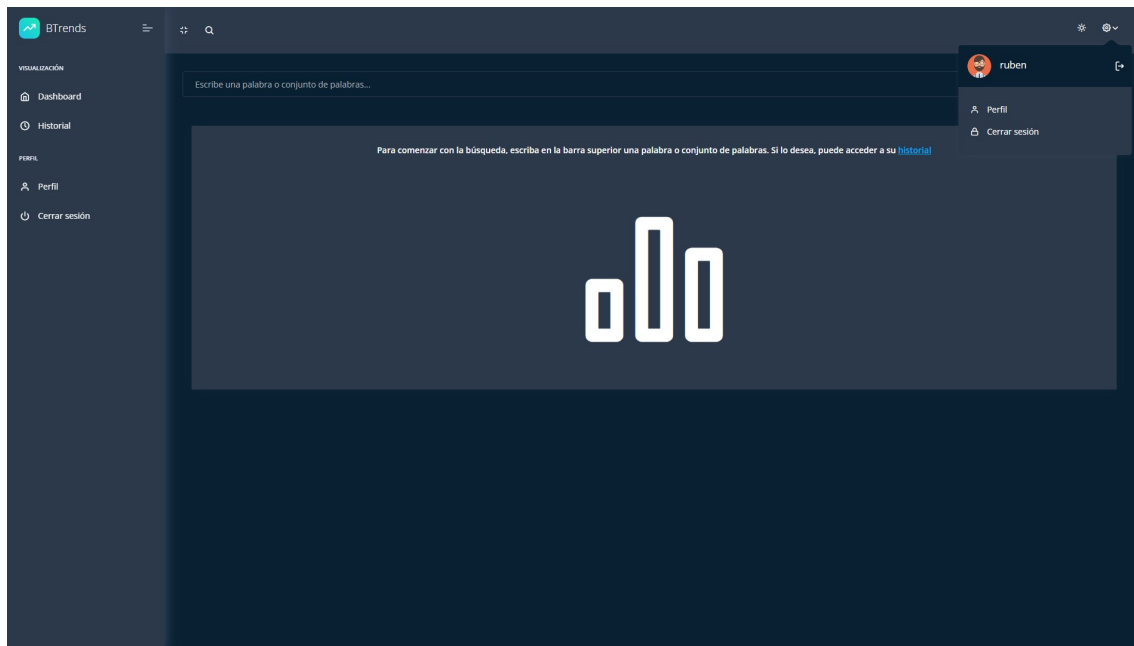 BTrends
VISUALIZACIÓN
Dashboard
Historial
PERFIL
Perfil
Cerrar sesión
Escribe una palabra o conjunto de palabras...
Para comenzar con la búsqueda, escriba en la barra superior una palabra o conjunto de palabras. Si lo desea, puede acceder a su historial
ruben
Perfil
Cerrar sesión